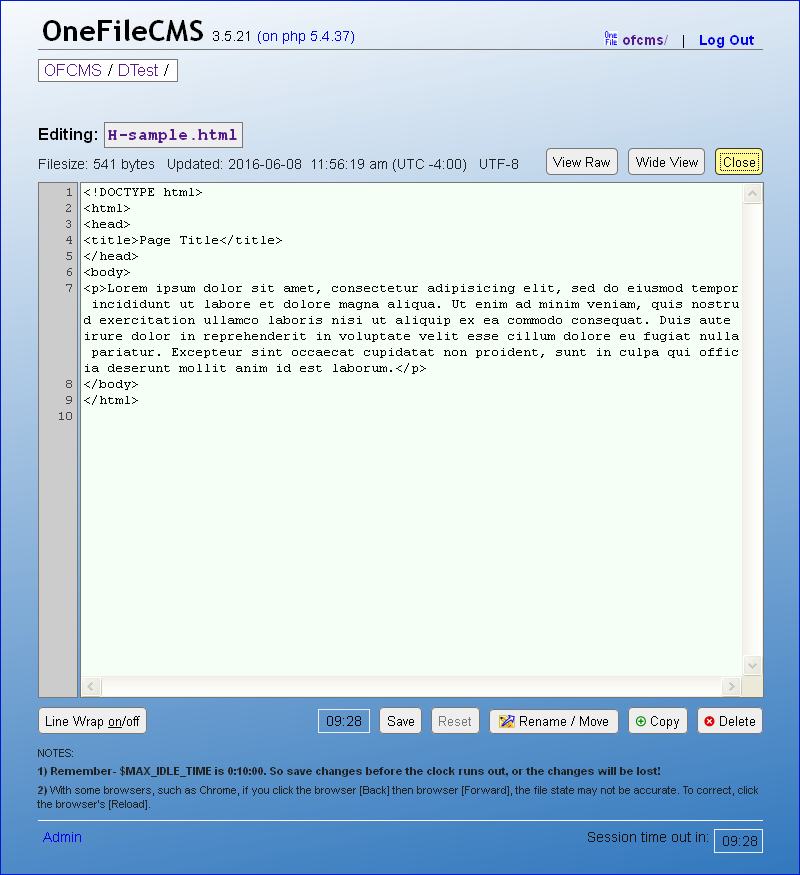 OneFileCMS 3.5.21 (on php 5.4.37)
One File ofcms/ | Log Out
OFCMS / DTest /
Editing: H-sample.html
Filesize: 541 bytes Updated: 2016-06-08 11:56:19 am (UTC -4:00) UTF-8
View Raw Wide View Close
1 <!DOCTYPE html>
2 <html>
3 <head>
4 <title>Page Title</title>
5 </head>
6 <body>
7 <p>Lorem ipsum dolor sit amet, consectetur adipisicing elit, sed do eiusmod tempor
incididunt ut labore et dolore magna aliqua. Ut enim ad minim veniam, quis nostru
d exercitation ullamco laboris nisi ut aliquip ex ea commodo consequat. Duis aute
irure dolor in reprehenderit in voluptate velit esse cillum dolore eu fugiat nulla
pariatur. Excepteur sint occaecat cupidatat non proident, sunt in culpa qui offic
ia deserunt mollit anim id est laborum.</p>
8 </body>
9 </html>
10
Line Wrap on/off 09:28 Save Reset Rename / Move Copy Delete
NOTES:
1) Remember- $MAX_IDLE_TIME is 0:10:00. So save changes before the clock runs out, or the changes will be lost!
2) With some browsers, such as Chrome, if you click the browser [Back] then browser [Forward], the file state may not be accurate. To correct, click
the browser's [Reload].
Admin Session time out in: 09:28